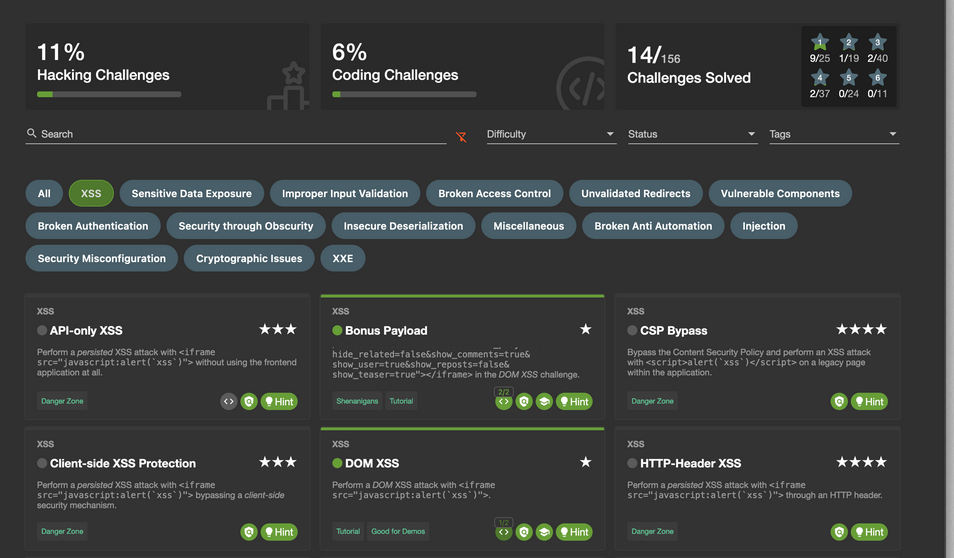 11%
Hacking Challenges
6%
Coding Challenges
14/156
Challenges Solved
1 2 3
9/25 1/19 2/40
4 5 6
2/37 0/24 0/11
Search
Difficulty
Status
Tags
All XSS Sensitive Data Exposure Improper Input Validation Broken Access Control Unvalidated Redirects Vulnerable Components
Broken Authentication Security through Obscurity Insecure Deserialization Miscellaneous Broken Anti Automation Injection
Security Misconfiguration Cryptographic Issues XXE
XSS
API-only XSS
Perform a persisted XSS attack with <iframe
src="javascript:alert(`xss`)"> without using the frontend
application at all.
Danger Zone
<> Hint
XSS
Bonus Payload
hide_related=false&show_comments=true&
show_user=true&show_reposts=false&
show_teaser=true"></iframe> in the DOM XSS challenge.
Shenanigans Tutorial
2/2
<> Hint
XSS
CSP Bypass
Bypass the Content Security Policy and perform an XSS attack
with <script>alert(`xss`)</script> on a legacy page
within the application.
Danger Zone
Hint
XSS
Client-side XSS Protection
Perform a persisted XSS attack with <iframe
src="javascript:alert(`xss`)"> bypassing a client-side
security mechanism.
Danger Zone
Hint
XSS
DOM XSS
Perform a DOM XSS attack with <iframe
src="javascript:alert(`xss`)">.
Tutorial Good for Demos
1/2
<> Hint
XSS
HTTP-Header XSS
Perform a persisted XSS attack with <iframe
src="javascript:alert(`xss`)"> through an HTTP header.
Danger Zone
Hint